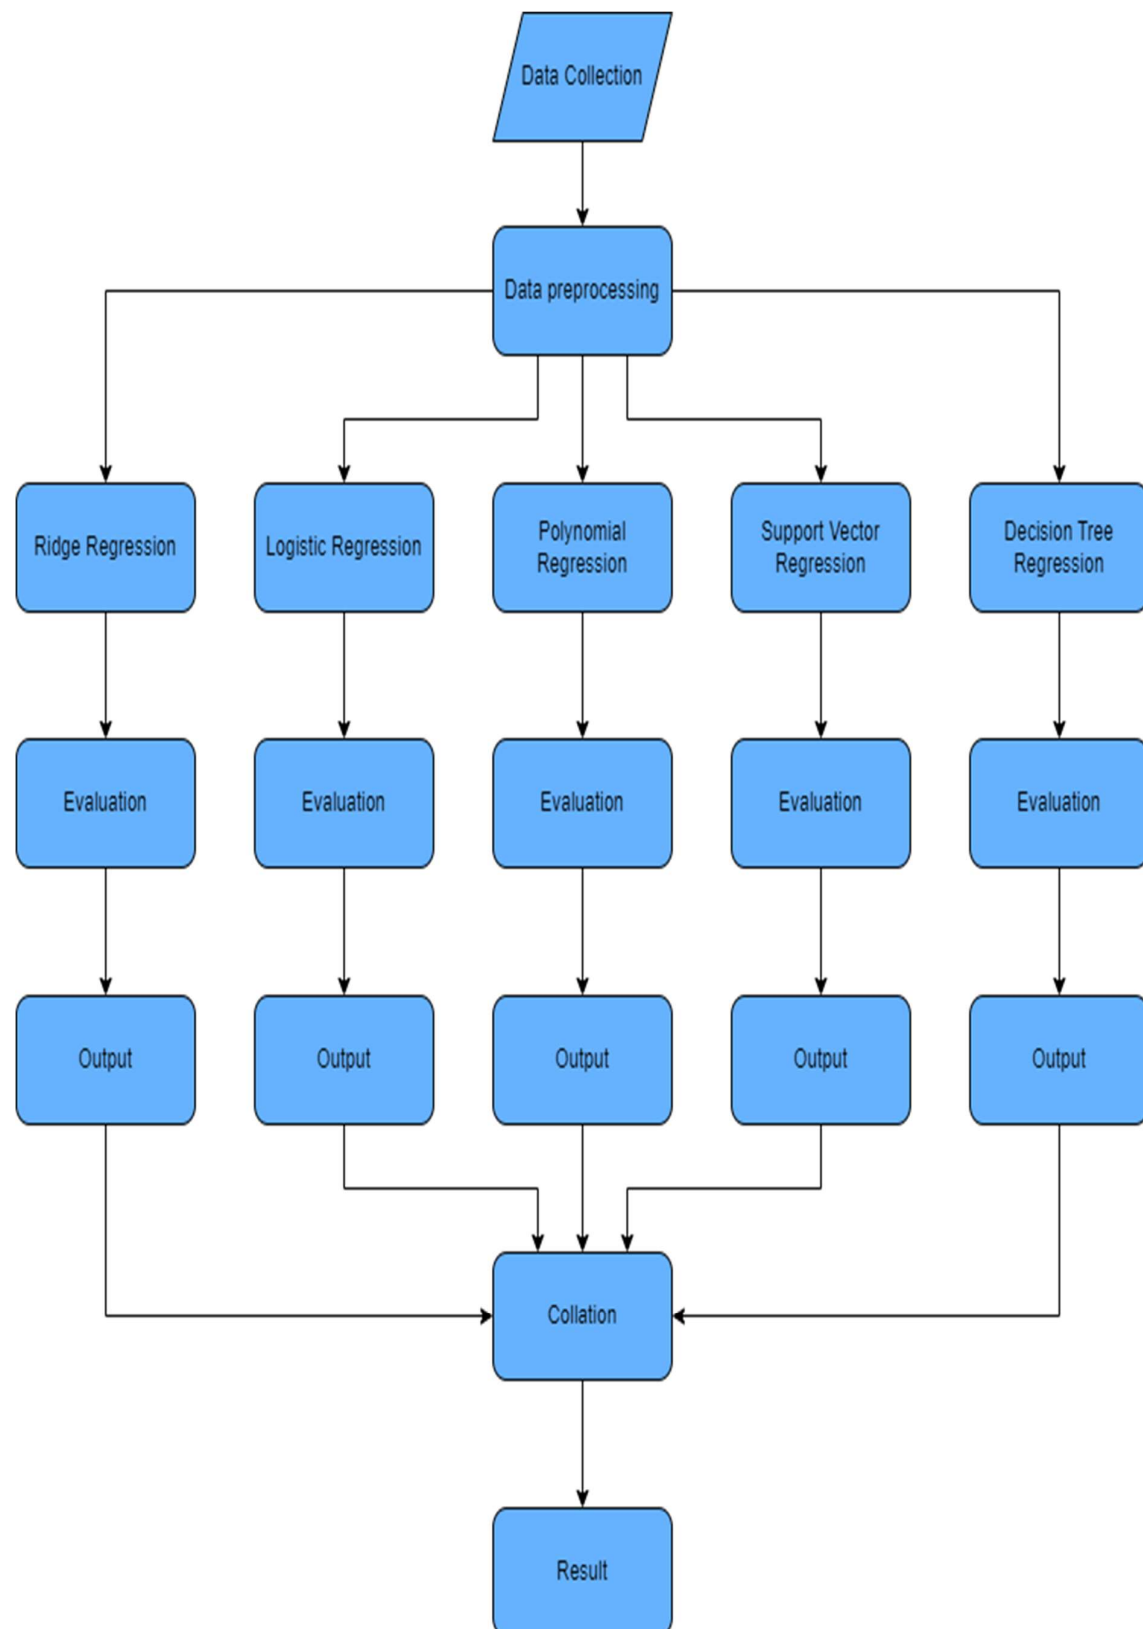 Data Collection
Data preprocessing
Ridge Regression
Logistic Regression
Polynomial
Regression
Support Vector
Regression
Decision Tree
Regression
Evaluation
Evaluation
Evaluation
Evaluation
Evaluation
Output
Output
Output
Output
Output
Collation
Result